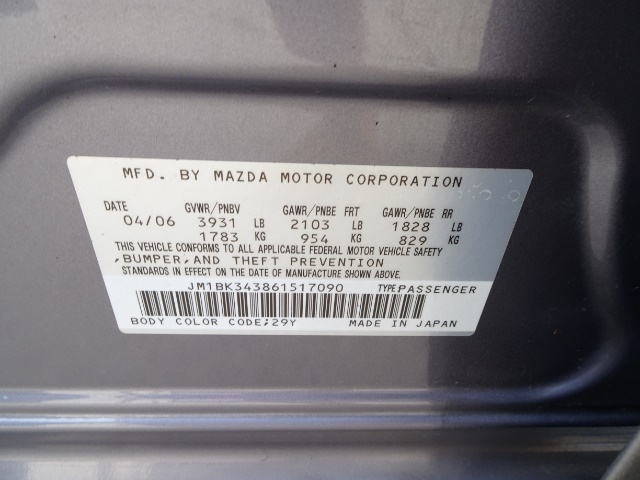 MFD. BY MAZDA MOTOR CORPORATION
DATE GVWR/PNBV GAWR/PNBE FRT GAWR/PNBE RR
04/06 3931 LB 2103 LB 1828 LB
1783 KG 954 KG 829 KG
THIS VEHICLE CONFORMS TO ALL APPLICABLE FEDERAL MOTOR VEHICLE SAFETY
,BUMPER,AND THEFT PREVENTION
STANDARDS IN EFFECT ON THE DATE OF MANUFACTURE SHOWN ABOVE.
JM1BK343861517090 TYPE:PASSENGER
BODY COLOR CODE;29Y MADE IN JAPAN